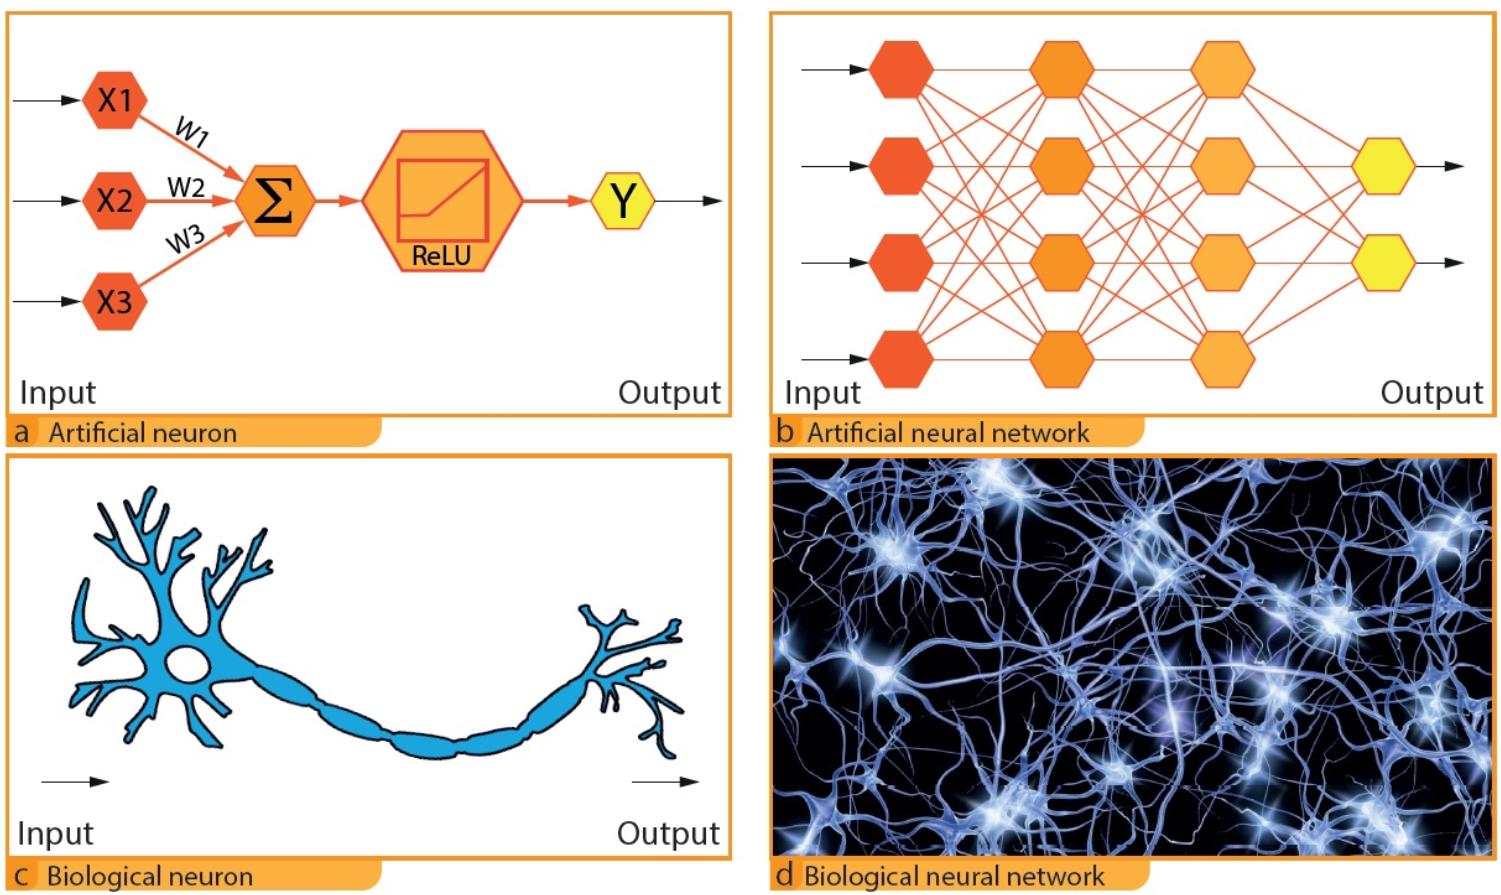 X1
W1
X2
W2
Σ
ReLU
Y
W3
X3
Input
Output
a Artificial neuron
Input
Output
b Artificial neural network
Input
Output
c Biological neuron
d Biological neural network